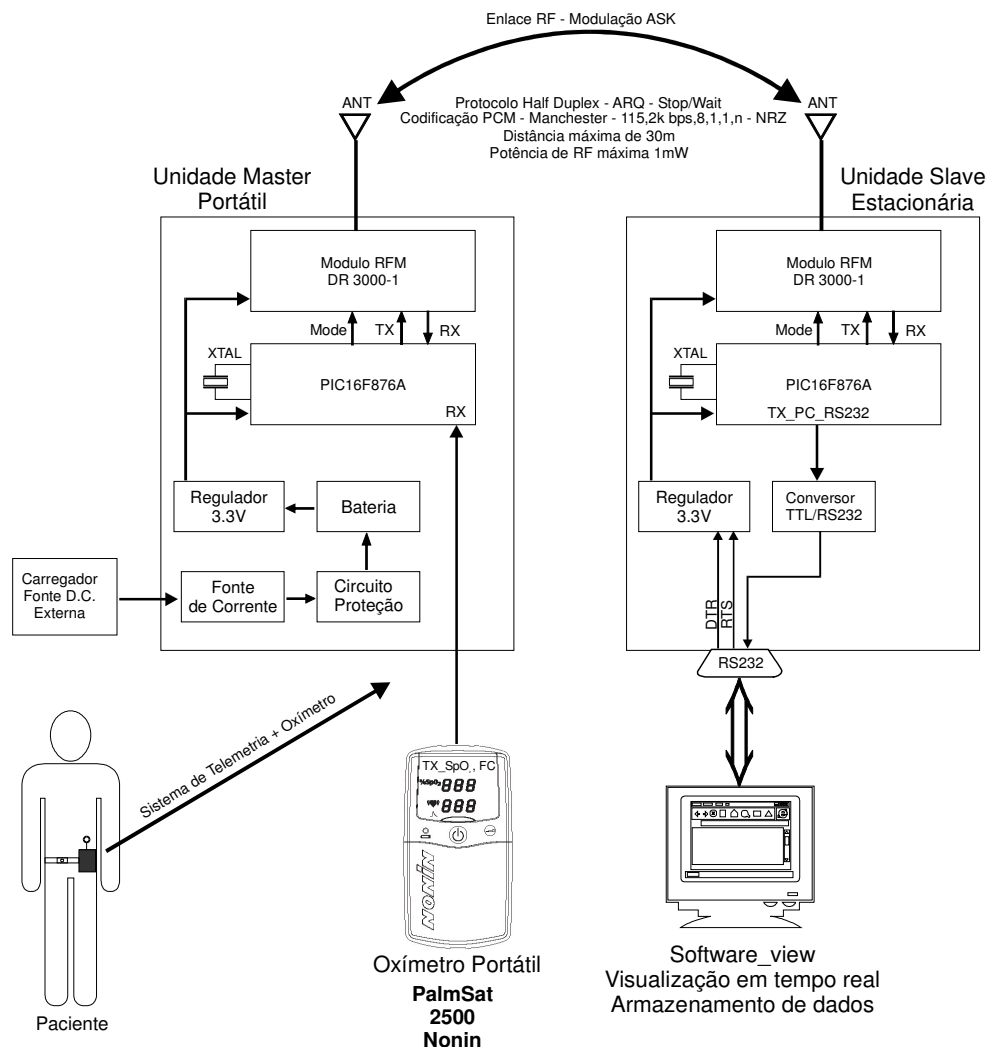 Enlace RF - Modulação ASK
ANT
ANT
Protocolo Half Duplex - ARQ - Stop/Wait
Codificação PCM - Manchester - 115,2k bps,8,1,1,n - NRZ
Distância máxima de 30m
Potência de RF máxima 1mW
Unidade Master
Portátil
Unidade Slave
Estacionária
Modulo RFM
DR 3000-1
Mode
TX
RX
XTAL
PIC16F876A
RX
Regulador
3.3V
Bateria
Carregador
Fonte D.C.
Externa
Fonte
de Corrente
Circuito
Proteção
Modulo RFM
DR 3000-1
Mode
TX
RX
XTAL
PIC16F876A
TX_PC_RS232
Regulador
3.3V
Conversor
TTL/RS232
DTR
RTS
RS232
Sistema de Telemetria + Oxímetro
Paciente
TX_SpO , FC
%SpO2
888
888
NONIN
Oxímetro Portátil
PalmSat
2500
Nonin
Software_view
Visualização em tempo real
Armazenamento de dados